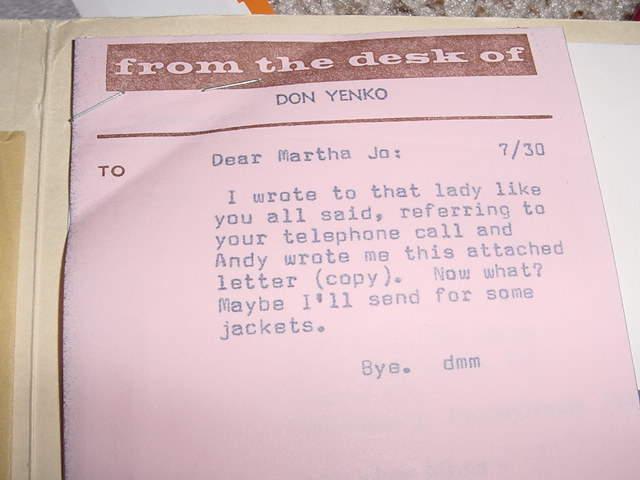 from the desk of
DON YENKO
TO
Dear Martha Jo: 7/30
I wrote to that lady like
you all said, referring to
your telephone call and
Andy wrote me this attached
letter (copy). Now what?
Maybe I'll send for some
jackets.
Bye. dmm